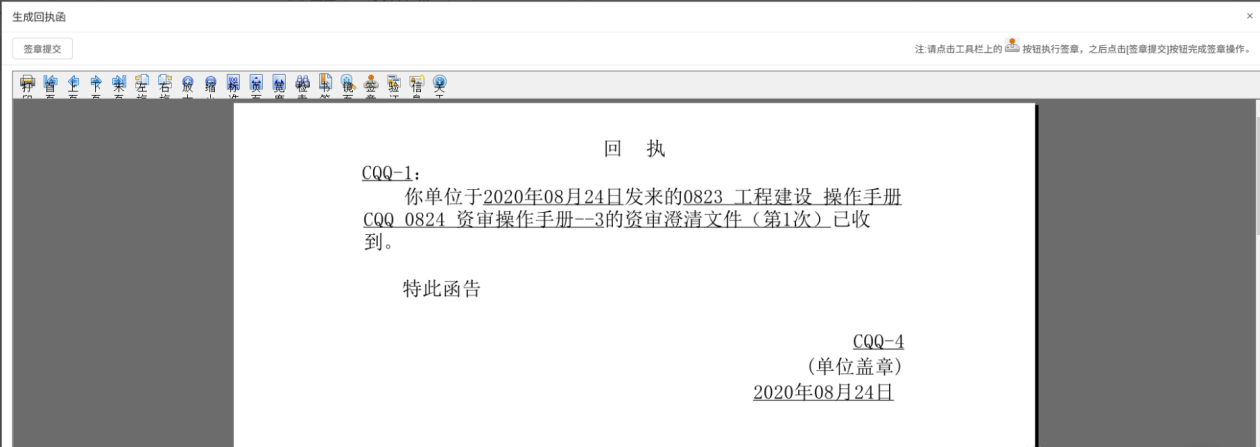 生成回执函
×
签章提交
注:请点击工具栏上的 按钮执行签章，之后点击[签章提交]按钮完成签章操作。
回 执
CQQ-1：
你单位于2020年08月24日发来的0823 工程建设 操作手册
CQQ 0824 资审操作手册--3的资审澄清文件（第1次）已收
到。
特此函告
CQQ-4
(单位盖章)
2020年08月24日